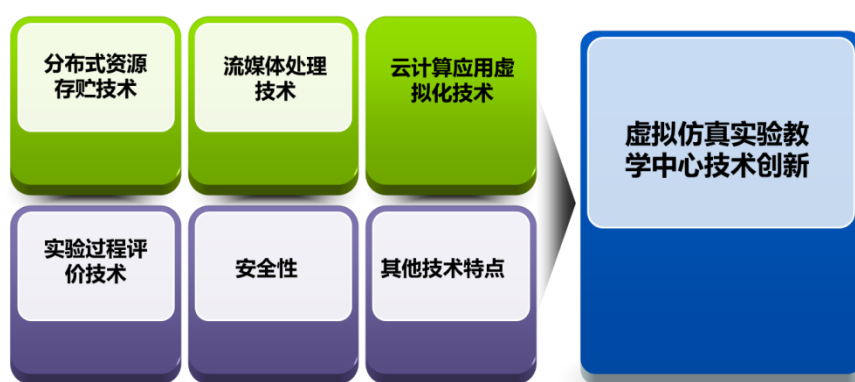 分布式资源
存贮技术
流媒体处理
技术
云计算应用虚
拟化技术
实验过程评
价技术
安全性
其他技术特点
虚拟仿真实验教
学中心技术创新